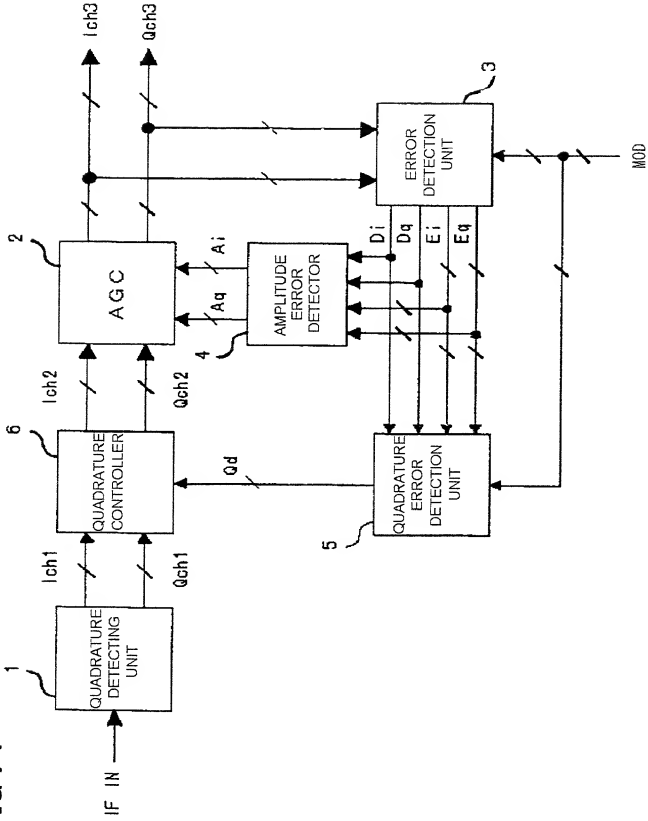 IF IN
1
QUADRATURE
DETECTING
UNIT
Ich1
Qch1
6
QUADRATURE
CONTROLLER
Ich2
Qch2
2
AGC
Ich3
Qch3
Qd
4
AMPLITUDE
ERROR
DETECTOR
Aq
Ai
5
QUADRATURE
ERROR
DETECTION
UNIT
Di
Dq
Ei
Eq
3
ERROR
DETECTION
UNIT
MOD